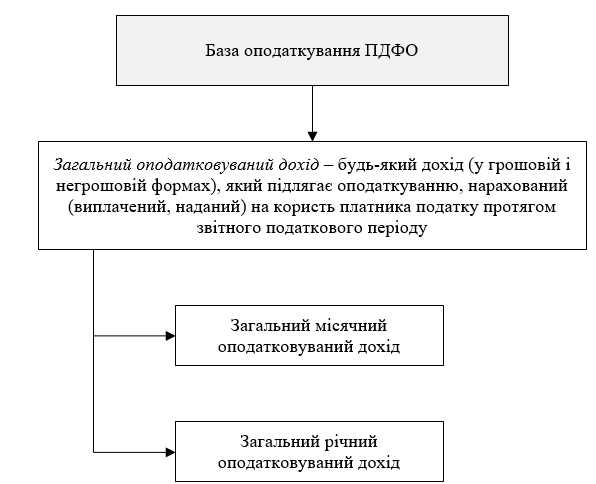 База оподаткування ПДФО
Загальний оподатковуваний дохід – будь-який дохід (у грошовій і
негрошовій формах), який підлягає оподаткуванню, нарахований
(виплачений, наданий) на користь платника податку протягом
звітного податкового періоду
Загальний місячний
оподатковуваний дохід
Загальний річний
оподатковуваний дохід